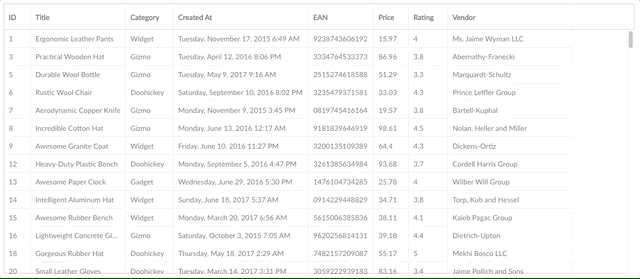 ID Title Category Created At EAN Price Rating Vendor
1 Ergonomic Leather Pants Widget Tuesday, November 17, 2015 6:49 AM 9238743606192 15.97 4 Ms. Jaime Wyman LLC
3 Practical Wooden Hat Gizmo Tuesday, April 12, 2016 8:06 PM 3334764533373 86.96 3.8 Abernathy-Franecki
5 Durable Wool Bottle Gizmo Tuesday, May 9, 2017 9:16 AM 2515274618588 51.29 3.3 Marquardt-Schultz
6 Rustic Wool Chair Doohickey Saturday, September 10, 2016 8:02 PM 3235479371581 33.03 4.3 Prince Leffler Group
7 Aerodynamic Copper Knife Gizmo Monday, November 9, 2015 3:45 PM 0819745416164 19.57 3.8 Bartell-Kuphal
8 Incredible Cotton Hat Gizmo Monday, June 13, 2016 12:17 AM 9181839646919 98.61 4.5 Nolan, Heller and Miller
9 Awesome Granite Coat Widget Friday, June 10, 2016 11:27 PM 3200135109389 64.4 4.3 Dickens-Ortiz
12 Heavy-Duty Plastic Bench Doohickey Monday, September 5, 2016 4:47 PM 3261385634984 93.68 3.7 Cordell Harris Group
13 Awesome Paper Clock Gadget Wednesday, June 29, 2016 5:30 PM 1476104734285 25.78 4 Wilber Will Group
14 Intelligent Aluminum Hat Widget Sunday, June 18, 2017 5:37 AM 0914229448829 34.71 3.8 Torp, Kub and Hessel
15 Awesome Rubber Bench Widget Monday, March 20, 2017 6:56 AM 5615006385836 38.11 4.1 Kaleb Pagac Group
16 Lightweight Concrete Gl... Gizmo Saturday, October 3, 2015 7:05 AM 9620256814131 39.18 4.4 Dietrich-Upton
18 Gorgeous Rubber Hat Doohickey Thursday, May 18, 2017 2:29 AM 7482157209087 55.17 5 Mekhi Bosco LLC
20 Small Leather Gloves Doohickey Tuesday, March 14, 2017 3:31 PM 3059222939183 83.16 3.4 Jaime Pollich and Sons